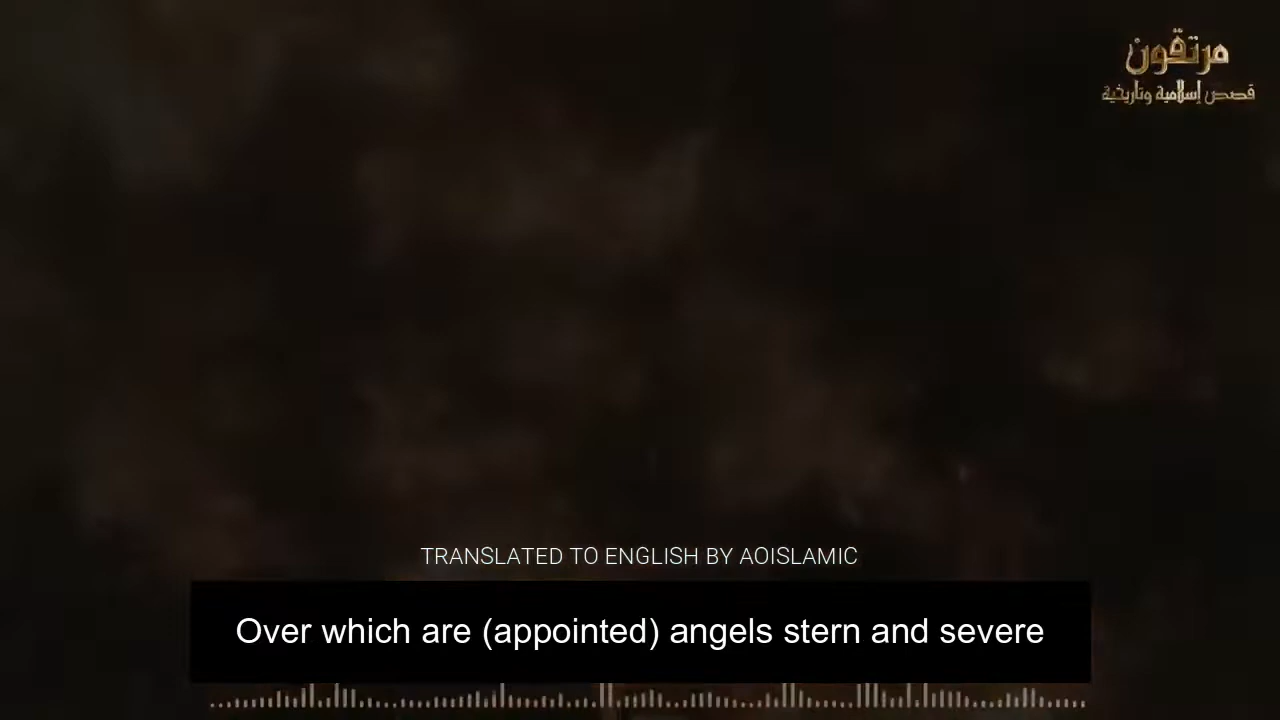 مرتقون
قصص إسلامية وتاريخية
TRANSLATED TO ENGLISH BY AOISLAMIC
Over which are (appointed) angels stern and severe